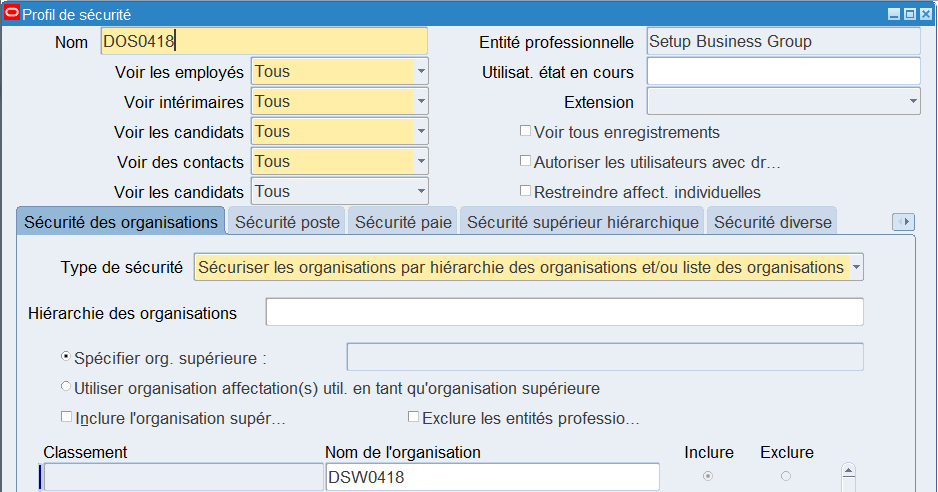 Profil de sécurité
Nom DOS0418 Entité professionnelle Setup Business Group
Voir les employés Tous Utilisat. état en cours
Voir intérimaires Tous Extension
Voir les candidats Tous Voir tous enregistrements
Voir des contacts Tous Autoriser les utilisateurs avec dr...
Voir les candidats Tous Restreindre affect. individuelles
Sécurité des organisations Sécurité poste Sécurité paie Sécurité supérieur hiérarchique Sécurité diverse
Type de sécurité Sécuriser les organisations par hiérarchie des organisations et/ou liste des organisations
Hiérarchie des organisations
Spécifier org. supérieure :
Utiliser organisation affectation(s) util. en tant qu'organisation supérieure
Inclure l'organisation supér... Exclure les entités professio...
Classement Nom de l'organisation Inclure Exclure
DSW0418